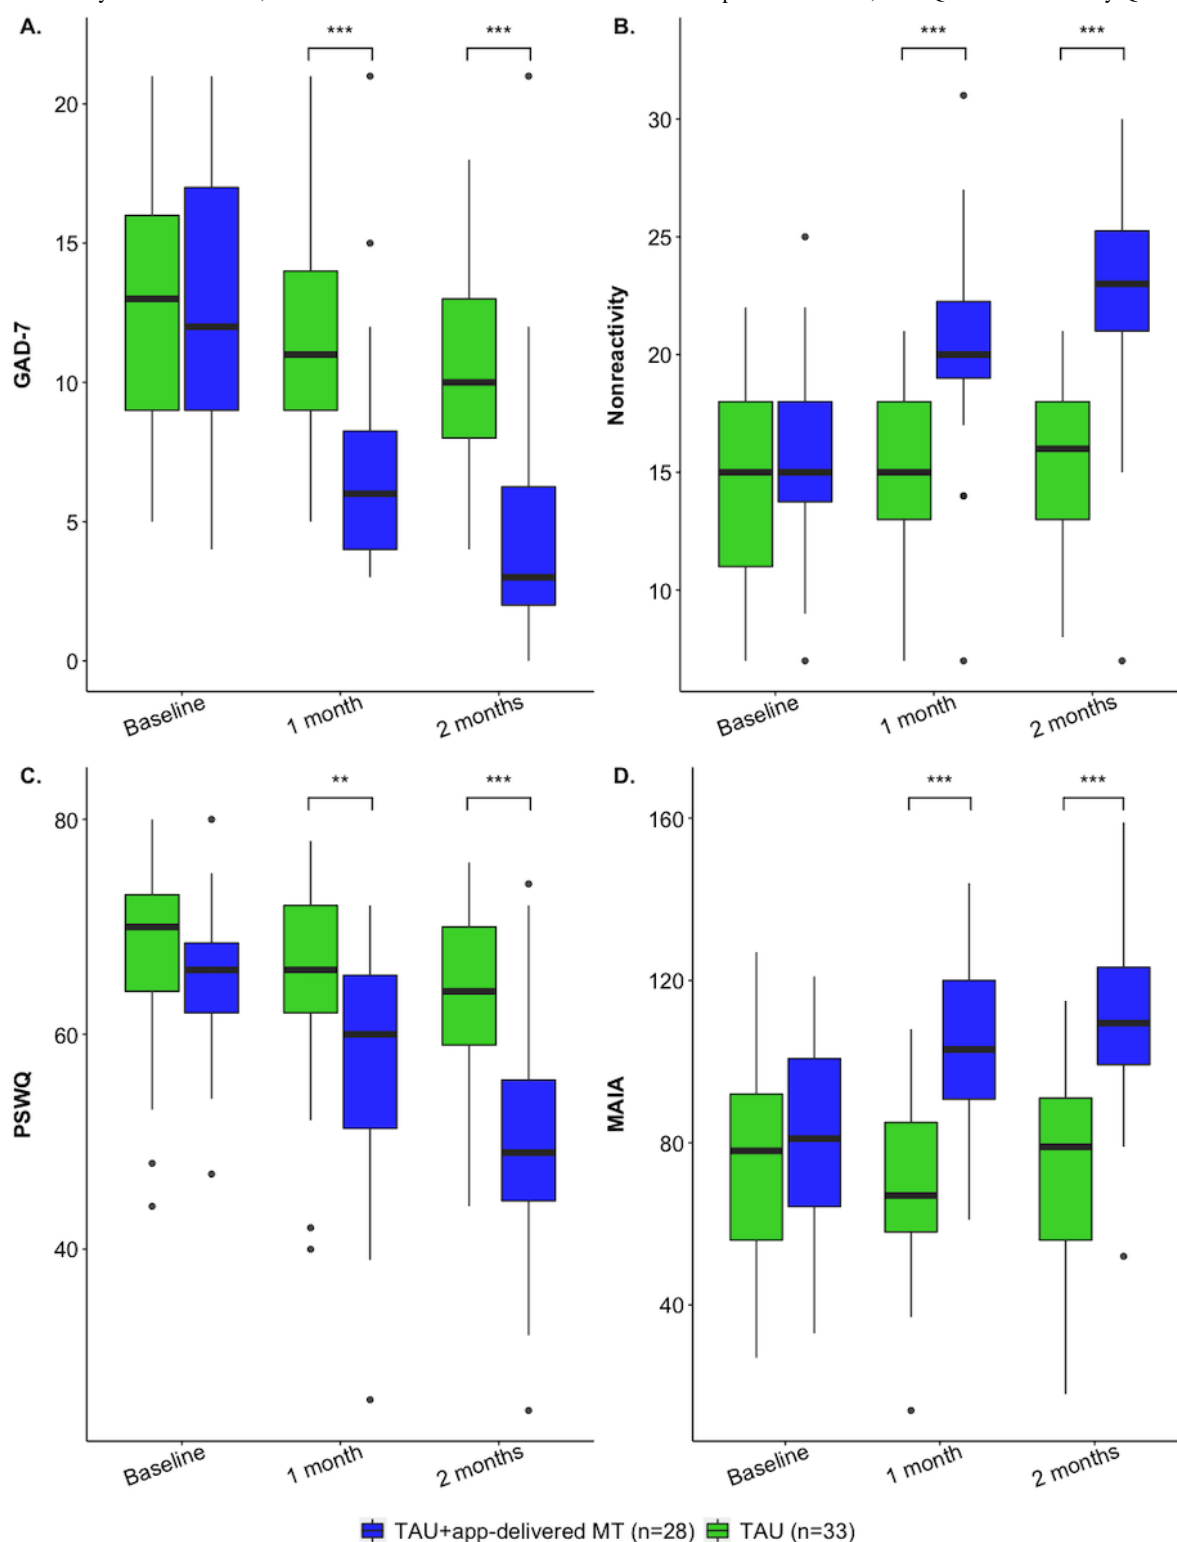 A.
***
***
20
15
10
5
0
GAD-7
Baseline
1 month
2 months
B.
***
***
30
25
20
15
10
Nonreactivity
Baseline
1 month
2 months
C.
**
***
80
60
40
PSWQ
Baseline
1 month
2 months
D.
***
***
160
120
80
40
MAIA
Baseline
1 month
2 months
TAU+app-delivered MT (n=28) TAU (n=33)